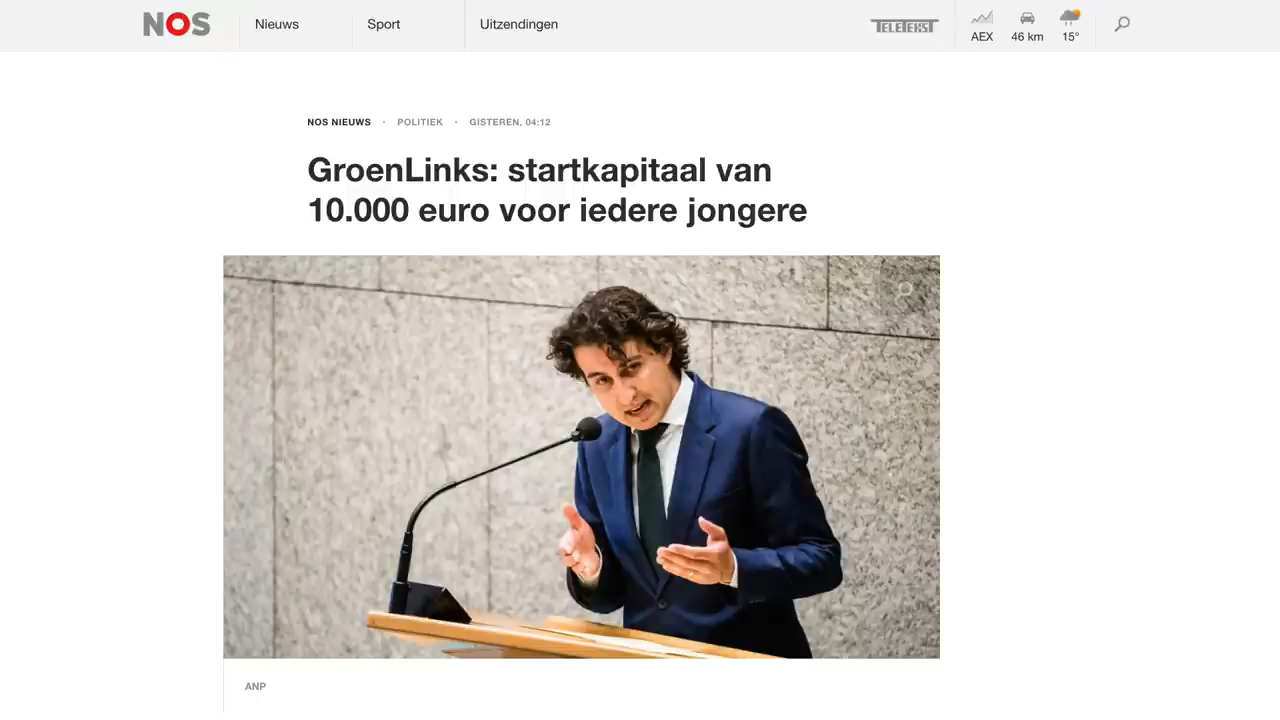 NOS
Nieuws
Sport
Uitzendingen
TELETEKST
AEX
46 km
15°
NOS NIEUWS · POLITIEK · GISTEREN, 04:12
GroenLinks: startkapitaal van
10.000 euro voor iedere jongere
ANP